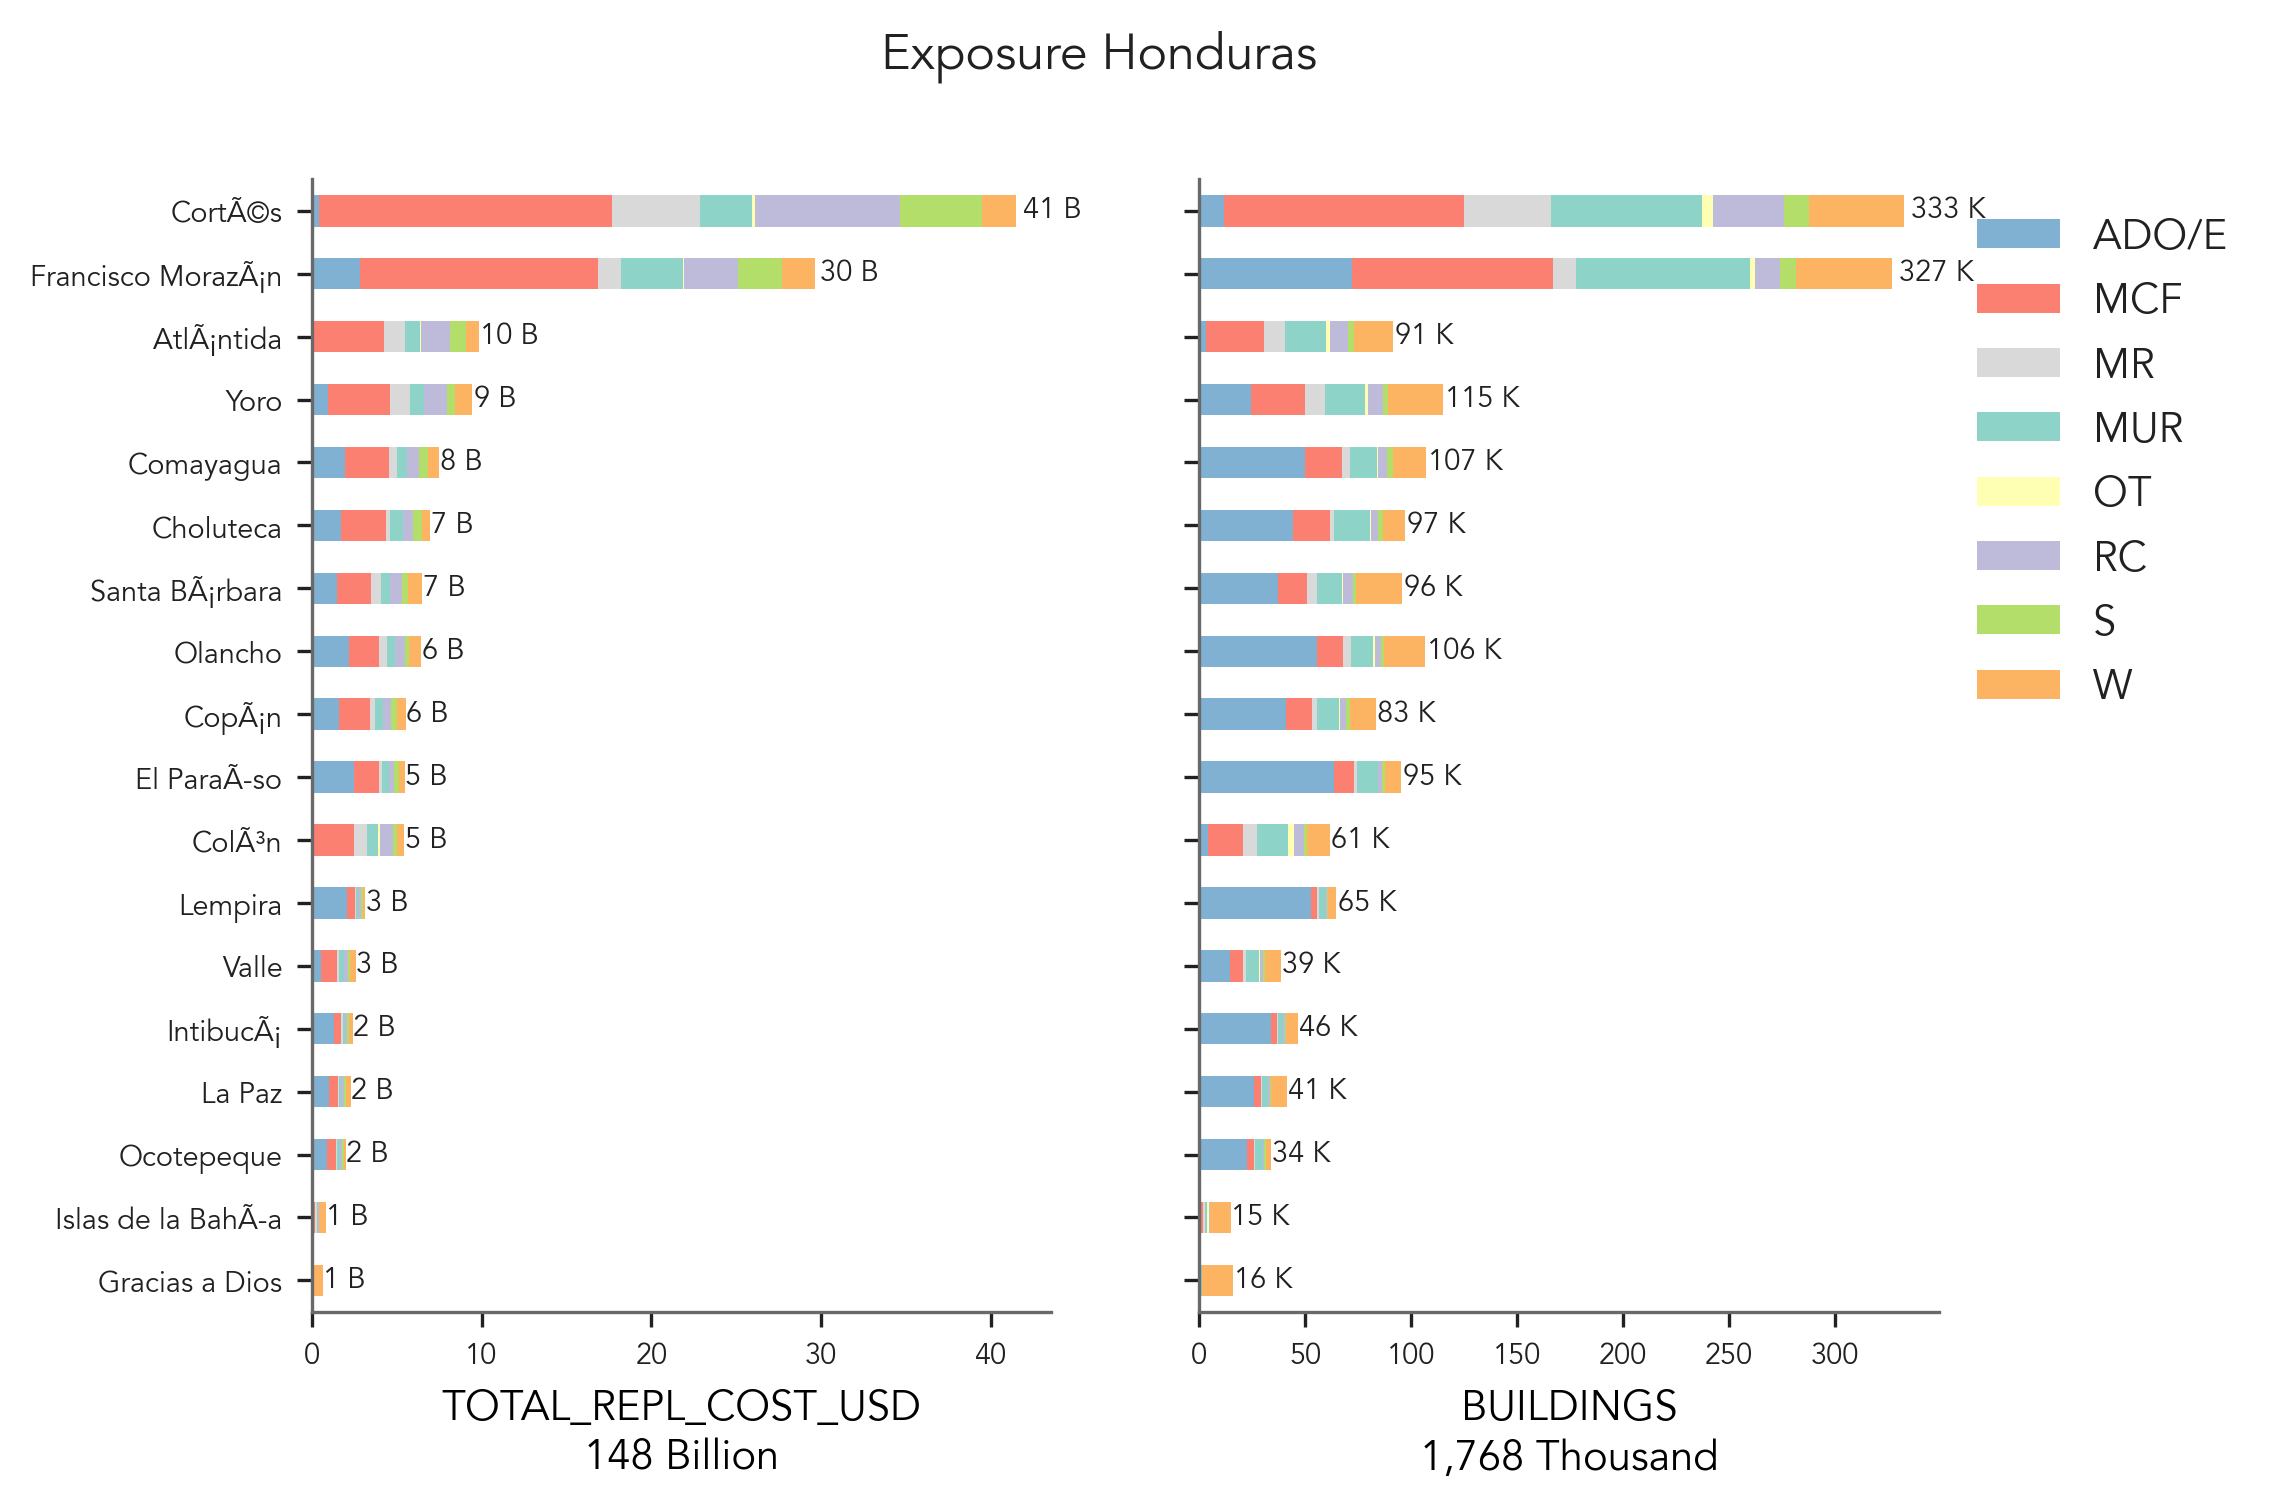 Exposure Honduras
CortÃ©s
Francisco MorazÃ¡n
AtlÃ¡ntida
Yoro
Comayagua
Choluteca
Santa BÃ¡rbara
Olancho
CopÃ¡n
El ParaÃ-so
ColÃ³n
Lempira
Valle
IntibucÃ¡
La Paz
Ocotepeque
Islas de la BahÃ-a
Gracias a Dios
41 B
30 B
10 B
9 B
8 B
7 B
7 B
6 B
6 B
5 B
5 B
3 B
3 B
2 B
2 B
2 B
1 B
1 B
0 10 20 30 40
TOTAL_REPL_COST_USD
148 Billion
333 K
327 K
91 K
115 K
107 K
97 K
96 K
106 K
83 K
95 K
61 K
65 K
39 K
46 K
41 K
34 K
15 K
16 K
0 50 100 150 200 250 300
BUILDINGS
1,768 Thousand
ADO/E
MCF
MR
MUR
OT
RC
S
W